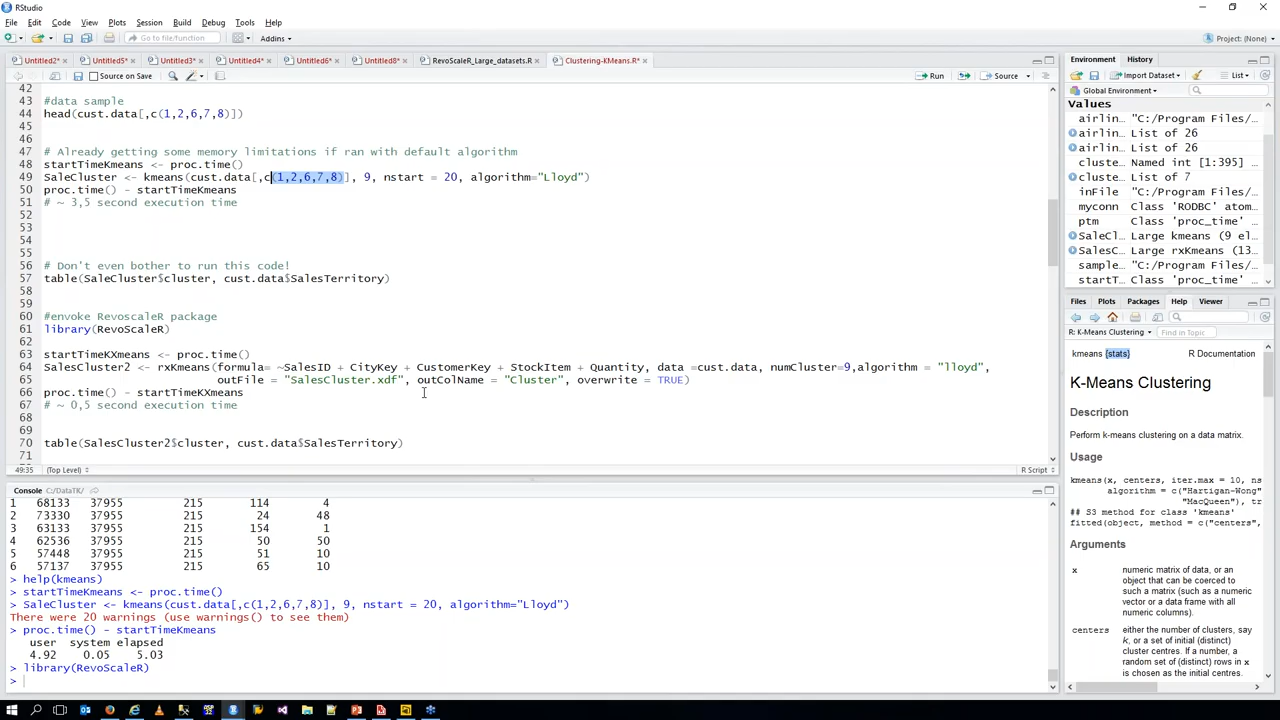 RStudio
File Edit Code View Plots Session Build Debug Tools Help
Go to file/function Addins Project: (None)
Untitled2* Untitled5* Untitled3* Untitled4* Untitled6* Untitled8* RevoScaleR_Large_datasets.R Clustering-KMeans.R*
Source on Save Run Source
42
43 #data sample
44 head(cust.data[,c(1,2,6,7,8)])
45
46
47 # Already getting some memory limitations if ran with default algorithm
48 startTimeKmeans <- proc.time()
49 SaleCluster <- kmeans(cust.data[,c(1,2,6,7,8)], 9, nstart = 20, algorithm="Lloyd")
50 proc.time() - startTimeKmeans
51 # ~ 3,5 second execution time
52
53
54
55
56 # Don't even bother to run this code!
57 table(SaleCluster$cluster, cust.data$SalesTerritory)
58
59
60 #envoke RevoscaleR package
61 library(RevoScaleR)
62
63 startTimeKXmeans <- proc.time()
64 SalesCluster2 <- rxKmeans(formula= ~SalesID + CityKey + CustomerKey + StockItem + Quantity, data =cust.data, numCluster=9,algorithm = "lloyd",
65 outFile = "SalesCluster.xdf", outColName = "Cluster", overwrite = TRUE)
66 proc.time() - startTimeKXmeans
67 # ~ 0,5 second execution time
68
69
70 table(SalesCluster2$cluster, cust.data$SalesTerritory)
71
49:35 (Top Level) R Script
Console C:/DataTK/
1 68133 37955 215 114 4
2 73330 37955 215 24 48
3 63133 37955 215 154 1
4 62536 37955 215 50 50
5 57448 37955 215 51 10
6 57137 37955 215 65 10
> help(kmeans)
> startTimeKmeans <- proc.time()
> SaleCluster <- kmeans(cust.data[,c(1,2,6,7,8)], 9, nstart = 20, algorithm="Lloyd")
There were 20 warnings (use warnings() to see them)
> proc.time() - startTimeKmeans
user system elapsed
4.92 0.05 5.03
> library(RevoScaleR)
>
Environment History
Import Dataset List
Global Environment
Values
airlin… "C:/Program Files/…
airlin… List of 26
airlin… List of 26
cluste… Named int [1:395]…
cluste… List of 7
inFile "C:/Program Files/…
myconn Class 'RODBC' atom…
ptm Class 'proc_time' …
SaleCl… Large kmeans (9 el…
SalesC… Large rxKmeans (13…
sample… "C:/Program Files/…
startT… Class 'proc_time' …
Files Plots Packages Help Viewer
R: K-Means Clustering Find in Topic
kmeans {stats} R Documentation
K-Means Clustering
Description
Perform k-means clustering on a data matrix.
Usage
kmeans(x, centers, iter.max = 10, ns
algorithm = c("Hartigan-Wong"
"MacQueen"), tr
## S3 method for class 'kmeans'
fitted(object, method = c("centers",
Arguments
x numeric matrix of data, or an
object that can be coerced to
such a matrix (such as a
numeric vector or a data frame with all
numeric columns).
centers either the number of clusters, say
k, or a set of initial (distinct)
cluster centres. If a number, a
random set of (distinct) rows in x
is chosen as the initial centres.